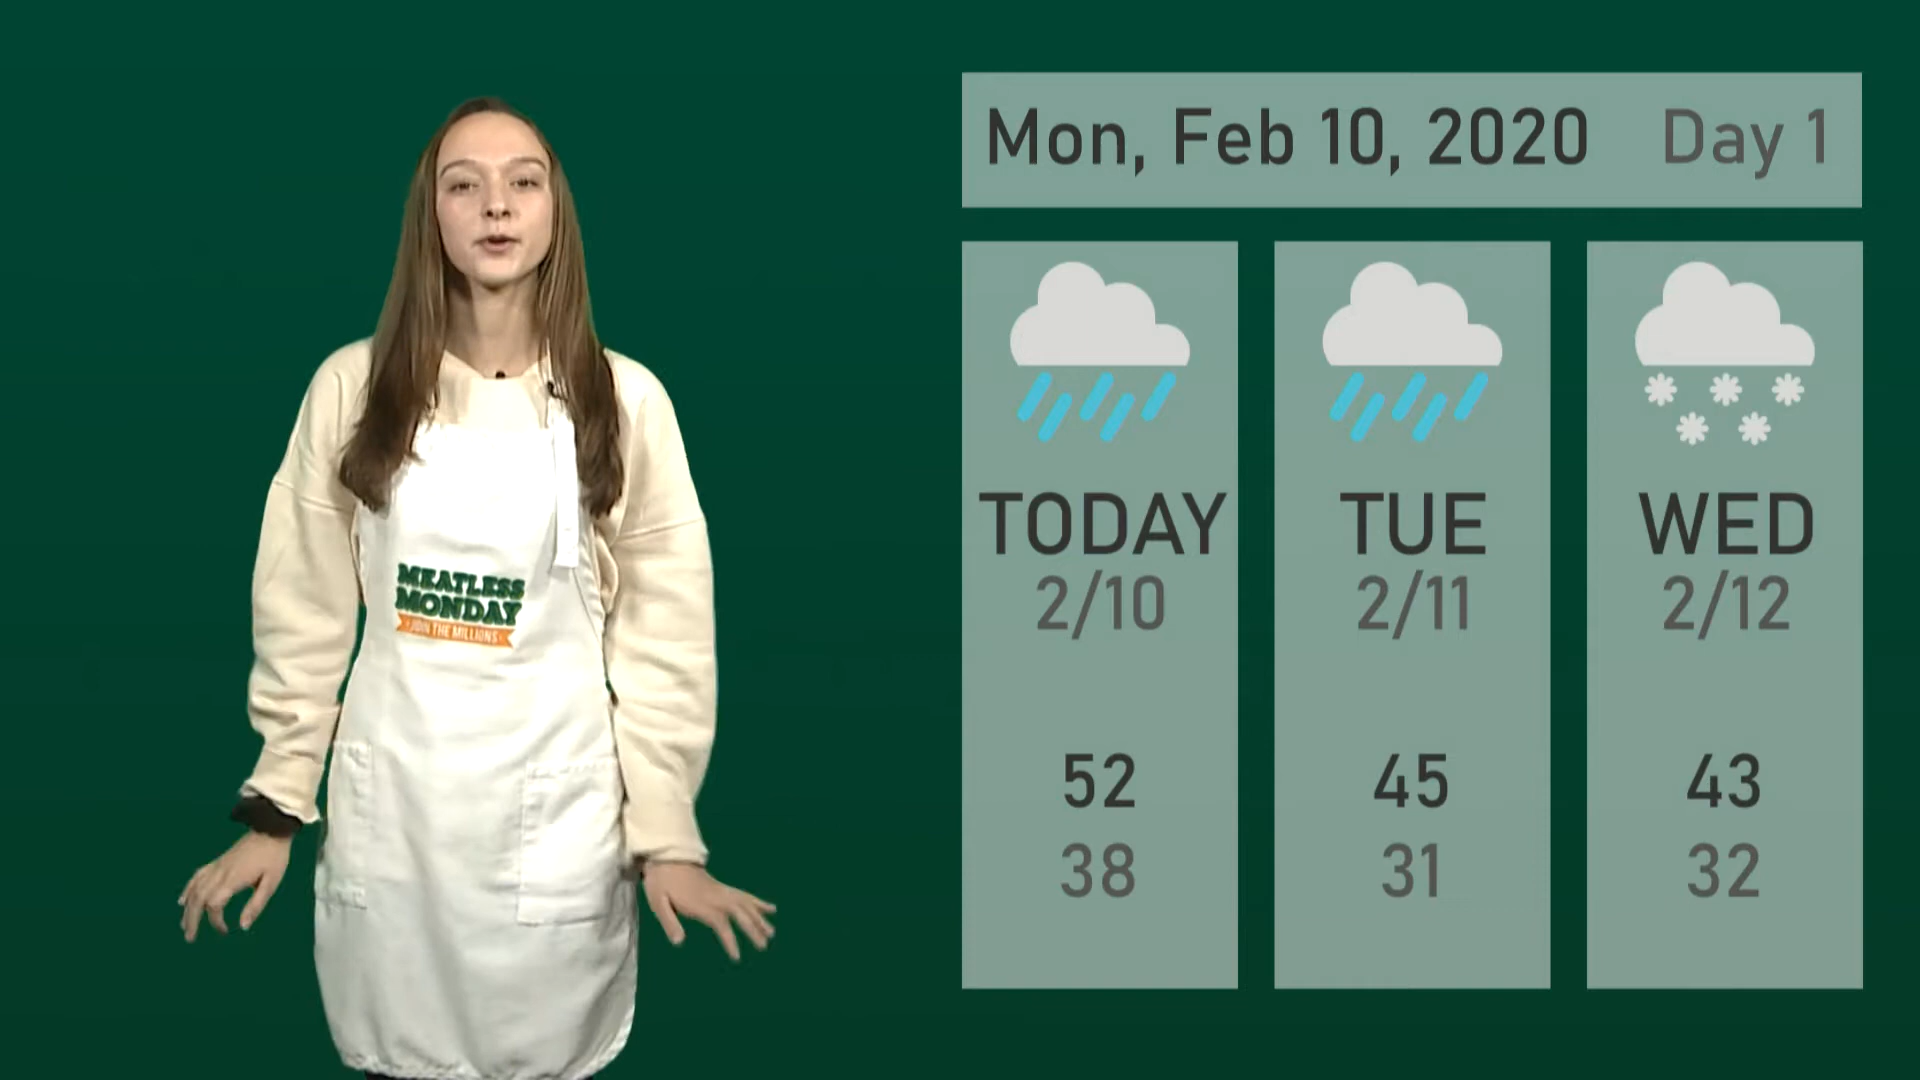 Mon, Feb 10, 2020 Day 1
TODAY
2/10
52
38
TUE
2/11
45
31
WED
2/12
43
32
MEATLESS
MONDAY
JOIN THE MILLIONS